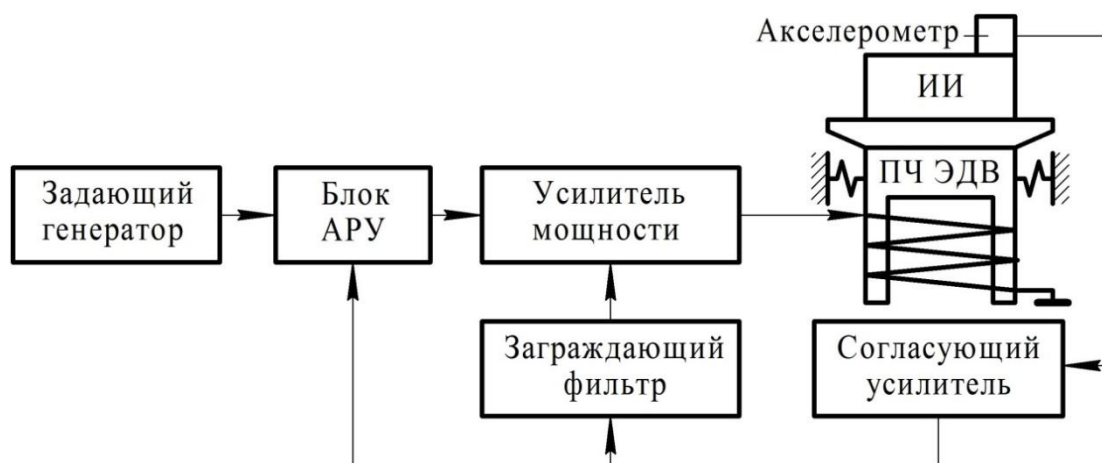 Акселерометр
ИИ
ПЧ ЭДВ
Задающий
генератор
Блок
АРУ
Усилитель
мощности
Заграждающий
фильтр
Согласующий
усилитель